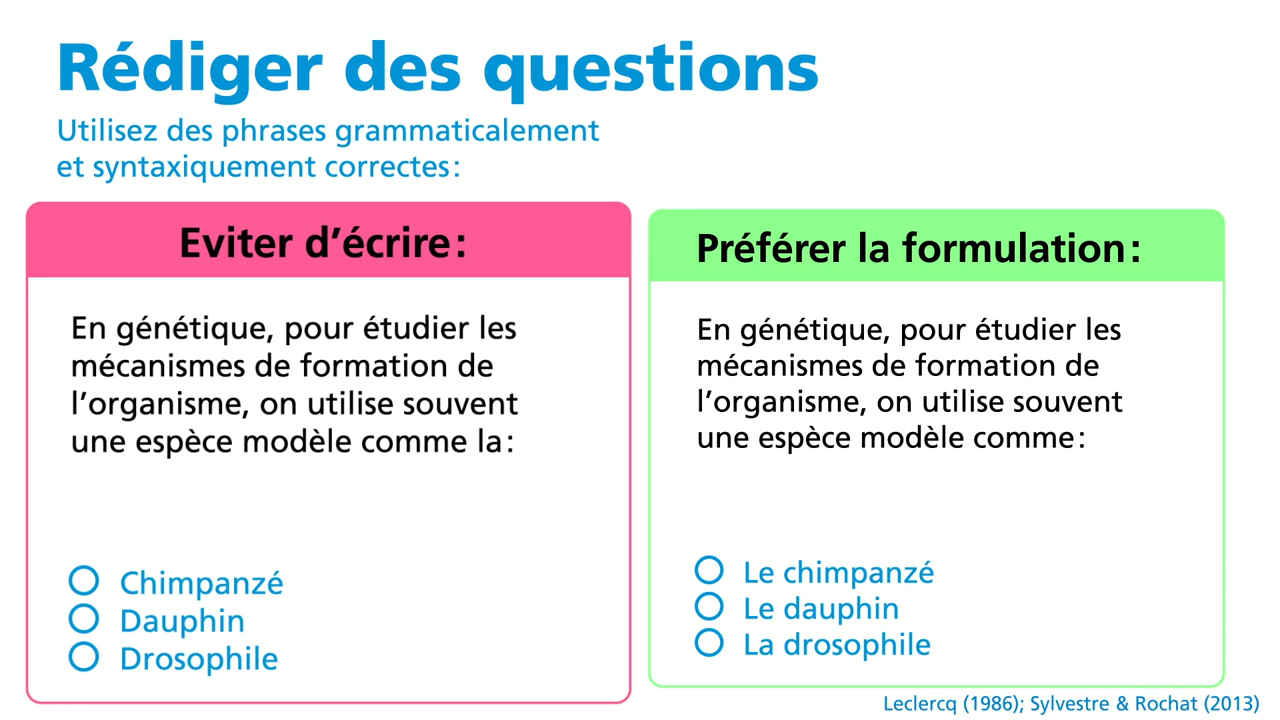 Rédiger des questions
Utilisez des phrases grammaticalement
et syntaxiquement correctes :
Eviter d’écrire :
En génétique, pour étudier les
mécanismes de formation de
l’organisme, on utilise souvent
une espèce modèle comme la :
Chimpanzé
Dauphin
Drosophile
Préférer la formulation :
En génétique, pour étudier les
mécanismes de formation de
l’organisme, on utilise souvent
une espèce modèle comme :
Le chimpanzé
Le dauphin
La drosophile
Leclercq (1986); Sylvestre & Rochat (2013)